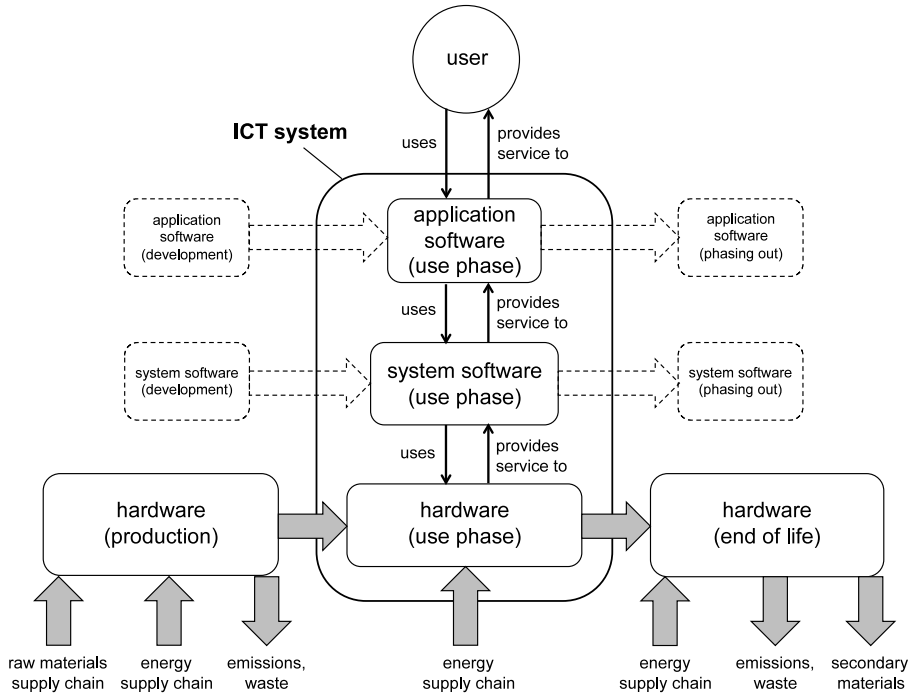 user
ICT system
uses
provides
service to
application
software
(development)
application
software
(use phase)
application
software
(phasing out)
uses
provides
service to
system software
(development)
system software
(use phase)
system software
(phasing out)
uses
provides
service to
hardware
(production)
hardware
(use phase)
hardware
(end of life)
raw materials
supply chain
energy
supply chain
emissions,
waste
energy
supply chain
energy
supply chain
emissions,
waste
secondary
materials